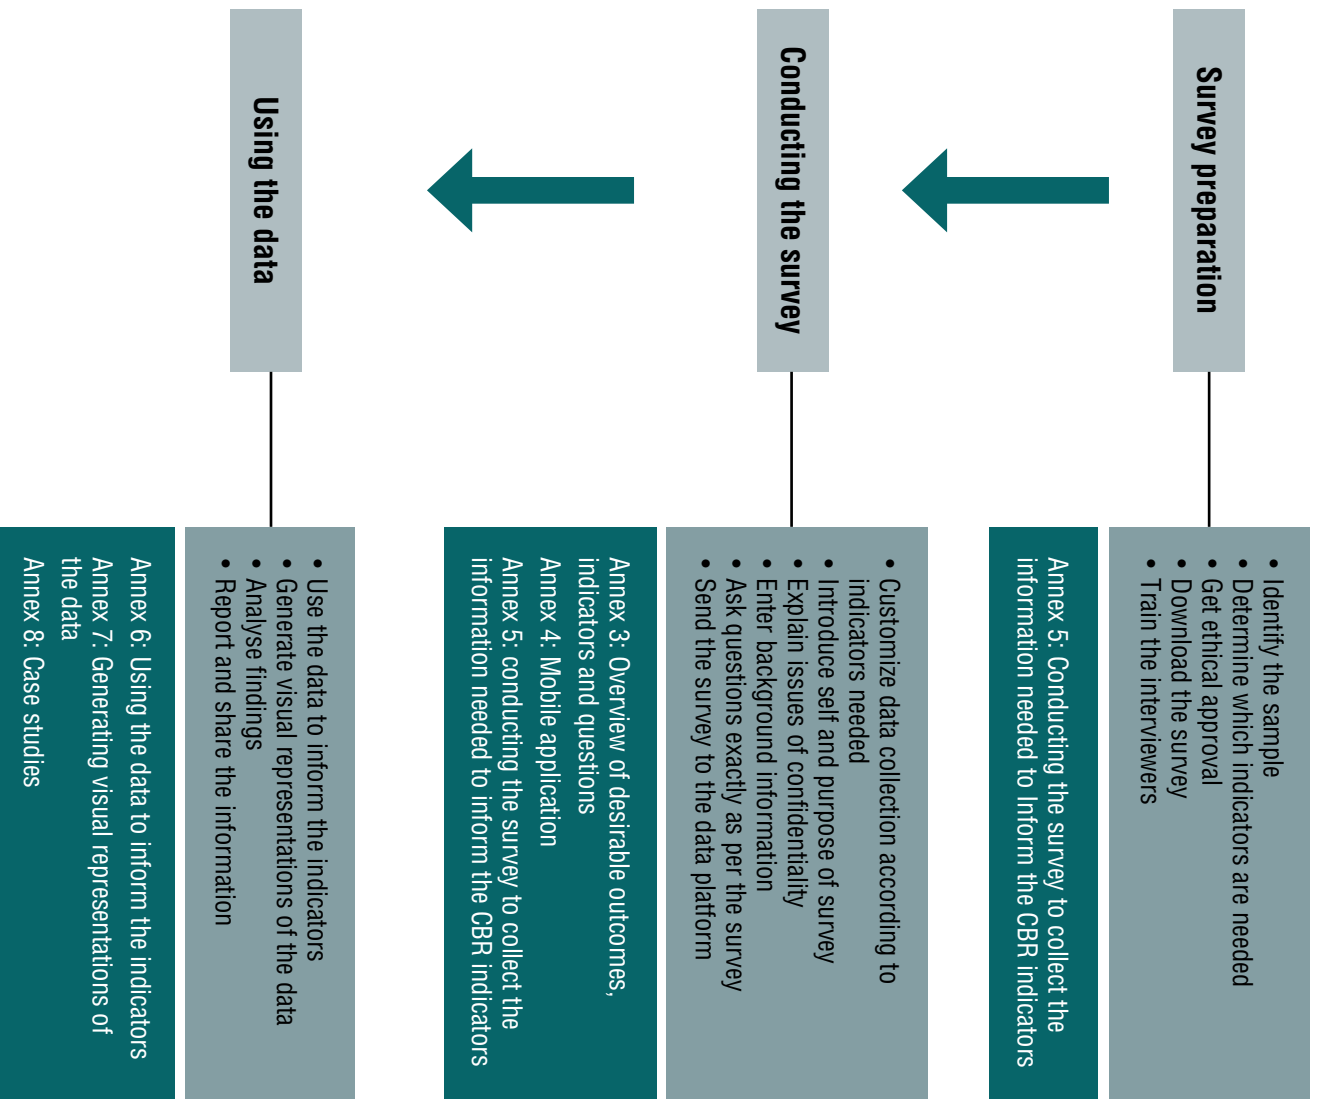 Survey preparation
• Identify the sample
• Determine which indicators are needed
• Get ethical approval
• Download the survey
• Train the interviewers
Annex 5: Conducting the survey to collect the
information needed to Inform the CBR indicators
Conducting the survey
• Customize data collection according to
indicators needed
• Introduce self and purpose of survey
• Explain issues of confidentiality
• Enter background information
• Ask questions exactly as per the survey
• Send the survey to the data platform
Annex 3: Overview of desirable outcomes,
indicators and questions
Annex 4: Mobile application
Annex 5: conducting the survey to collect the
information needed to inform the CBR indicators
Using the data
• Use the data to inform the indicators
• Generate visual representations of the data
• Analyse findings
• Report and share the information
Annex 6: Using the data to inform the indicators
Annex 7: Generating visual representations of
the data
Annex 8: Case studies